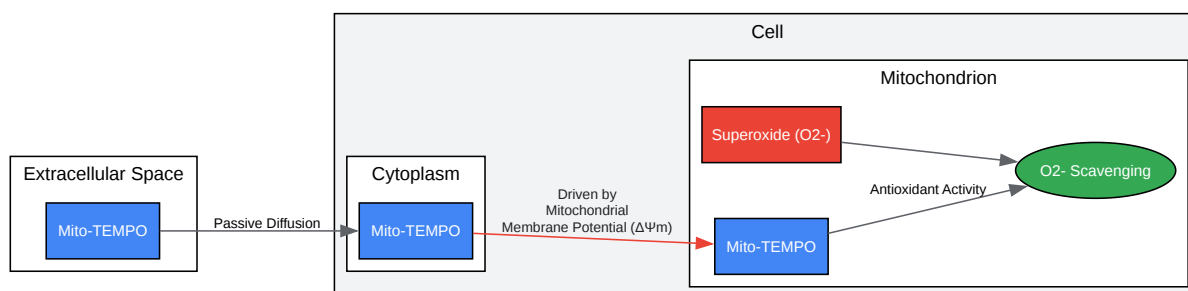 Cell
Mitochondrion
Superoxide (O2-)
O2- Scavenging
Extracellular Space
Cytoplasm
Driven by
Mitochondrial
Membrane Potential (ΔΨm)
Antioxidant Activity
Mito-TEMPO
Passive Diffusion
Mito-TEMPO
Mito-TEMPO